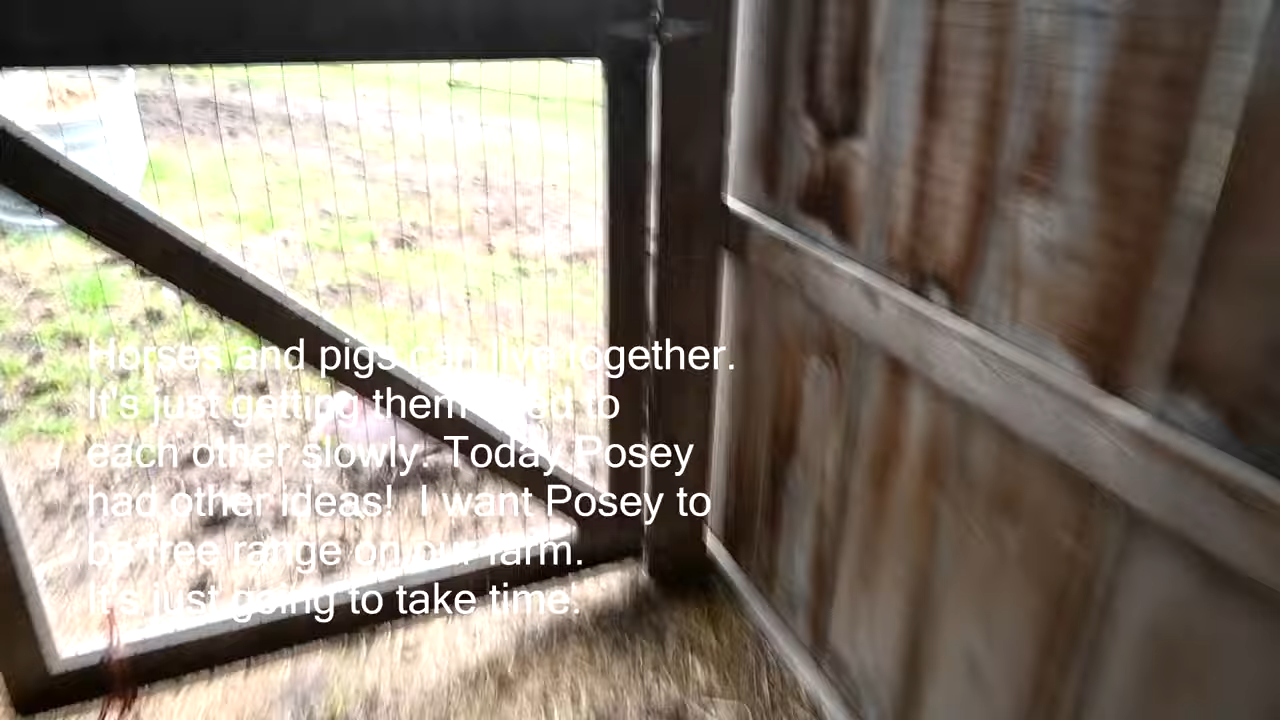 Horses and pigs can live together.
It's just getting them used to
each other slowly. Today Posey
had other ideas!  I want Posey to
be free range on our farm.
It's just going to take time!